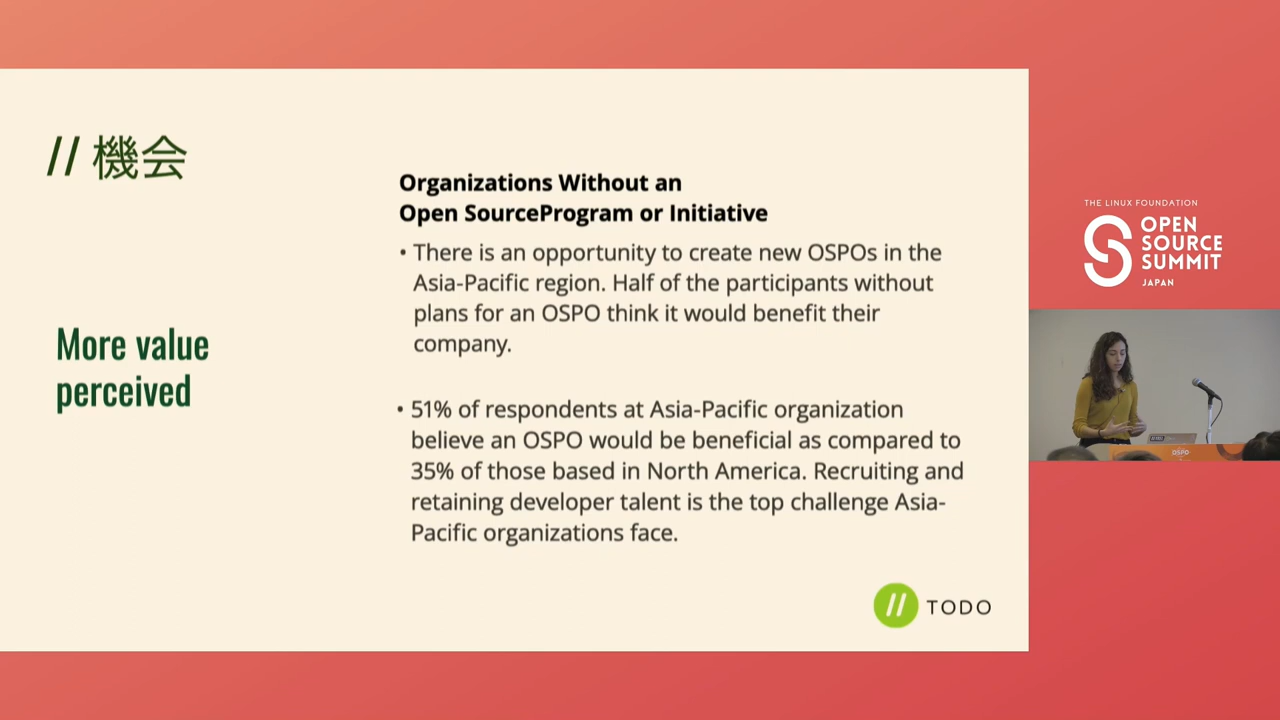 // 機会
More value
perceived
Organizations Without an
Open SourceProgram or Initiative
• There is an opportunity to create new OSPOs in the
Asia-Pacific region. Half of the participants without
plans for an OSPO think it would benefit their
company.
• 51% of respondents at Asia-Pacific organization
believe an OSPO would be beneficial as compared to
35% of those based in North America. Recruiting and
retaining developer talent is the top challenge Asia-
Pacific organizations face.
// TODO
THE LINUX FOUNDATION
OPEN
SOURCE
SUMMIT
JAPAN
OSPO